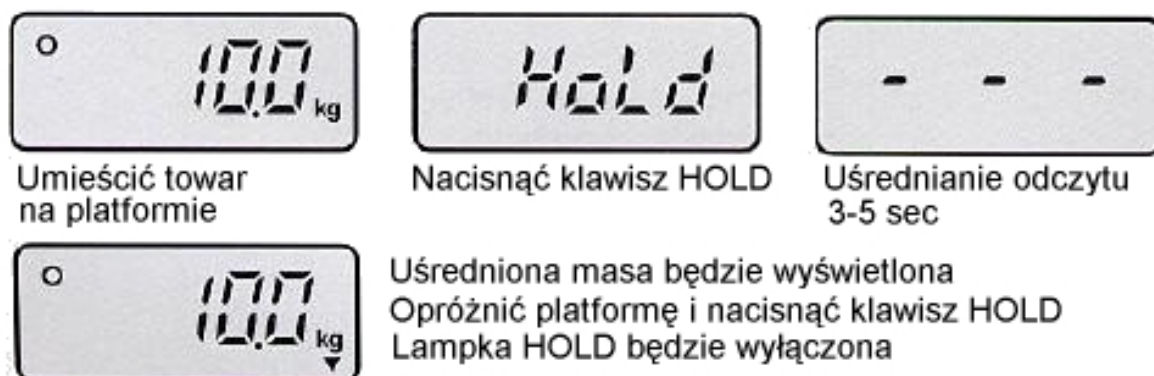 10.0 kg
HoLd
- - -
Umieścić towar
na platformie
Nacisnąć klawisz HOLD
Uśrednianie odczytu
3-5 sec
10.0 kg
Uśredniona masa będzie wyświetlona
Opróżnić platformę i nacisnąć klawisz HOLD
Lampka HOLD będzie wyłączona